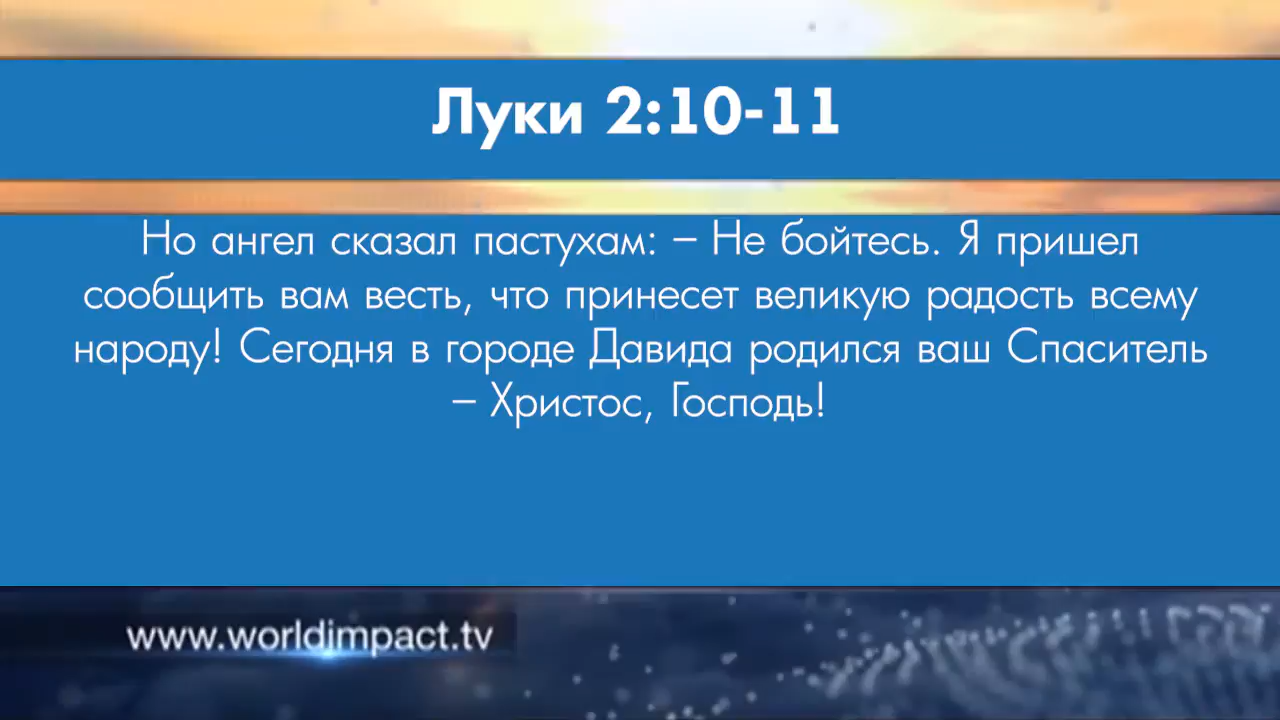 Луки 2:10-11
Но ангел сказал пастухам: – Не бойтесь. Я пришел
сообщить вам весть, что принесет великую радость всему
народу! Сегодня в городе Давида родился ваш Спаситель
– Христос, Господь!
www.worldimpact.tv